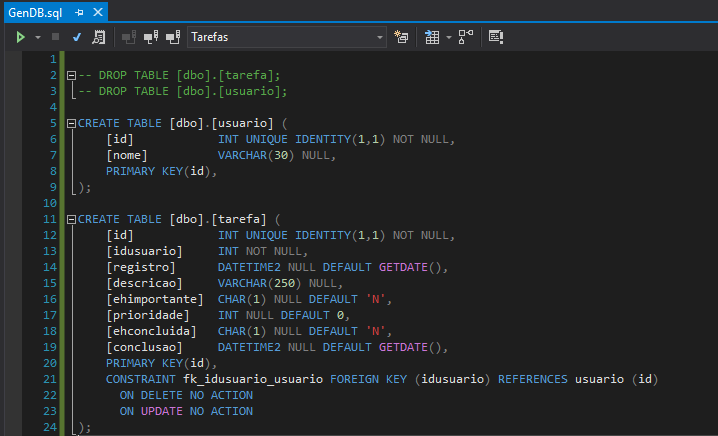 GenDB.sql
Tarefas
1
2 -- DROP TABLE [dbo].[tarefa];
3 -- DROP TABLE [dbo].[usuario];
4
5 CREATE TABLE [dbo].[usuario] (
6 [id] INT UNIQUE IDENTITY(1,1) NOT NULL,
7 [nome] VARCHAR(30) NULL,
8 PRIMARY KEY(id),
9 );
10
11 CREATE TABLE [dbo].[tarefa] (
12 [id] INT UNIQUE IDENTITY(1,1) NOT NULL,
13 [idusuario] INT NOT NULL,
14 [registro] DATETIME2 NULL DEFAULT GETDATE(),
15 [descricao] VARCHAR(250) NULL,
16 [ehimportante] CHAR(1) NULL DEFAULT 'N',
17 [prioridade] INT NULL DEFAULT 0,
18 [ehconcluida] CHAR(1) NULL DEFAULT 'N',
19 [conclusao] DATETIME2 NULL DEFAULT GETDATE(),
20 PRIMARY KEY(id),
21 CONSTRAINT fk_idusuario_usuario FOREIGN KEY (idusuario) REFERENCES usuario (id)
22 ON DELETE NO ACTION
23 ON UPDATE NO ACTION
24 );